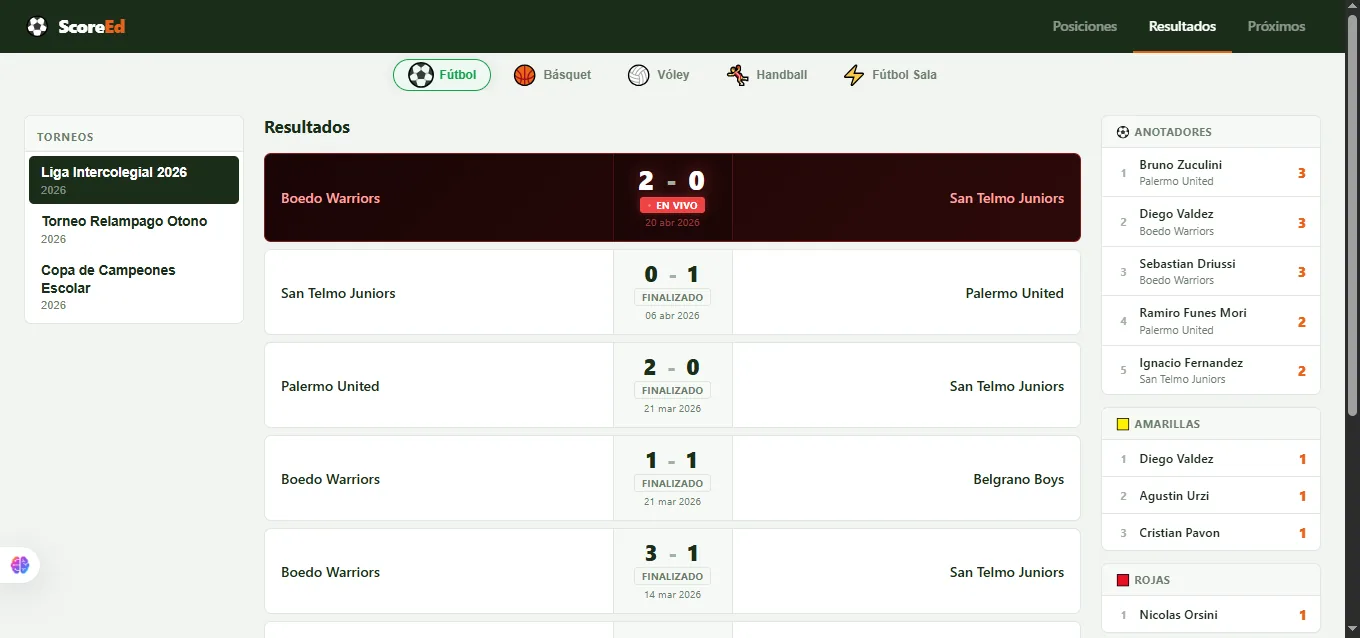 ScoreEd
Posiciones
Resultados
Próximos
Fútbol
Básquet
Vóley
Handball
Fútbol Sala
TORNEOS
Liga Intercolegial 2026
2026
Torneo Relampago Otono
2026
Copa de Campeones
Escolar
2026
Resultados
Boedo Warriors
2 - 0
EN VIVO
20 abr 2026
San Telmo Juniors
San Telmo Juniors
0 - 1
FINALIZADO
06 abr 2026
Palermo United
Palermo United
2 - 0
FINALIZADO
21 mar 2026
San Telmo Juniors
Boedo Warriors
1 - 1
FINALIZADO
21 mar 2026
Belgrano Boys
Boedo Warriors
3 - 1
FINALIZADO
14 mar 2026
San Telmo Juniors
ANOTADORES
1 Bruno Zuculini 3
Palermo United
2 Diego Valdez 3
Boedo Warriors
3 Sebastian Driussi 3
Boedo Warriors
4 Ramiro Funes Mori 2
Palermo United
5 Ignacio Fernandez 2
San Telmo Juniors
AMARILLAS
1 Diego Valdez 1
2 Agustin Urzi 1
3 Cristian Pavon 1
ROJAS
1 Nicolas Orsini 1